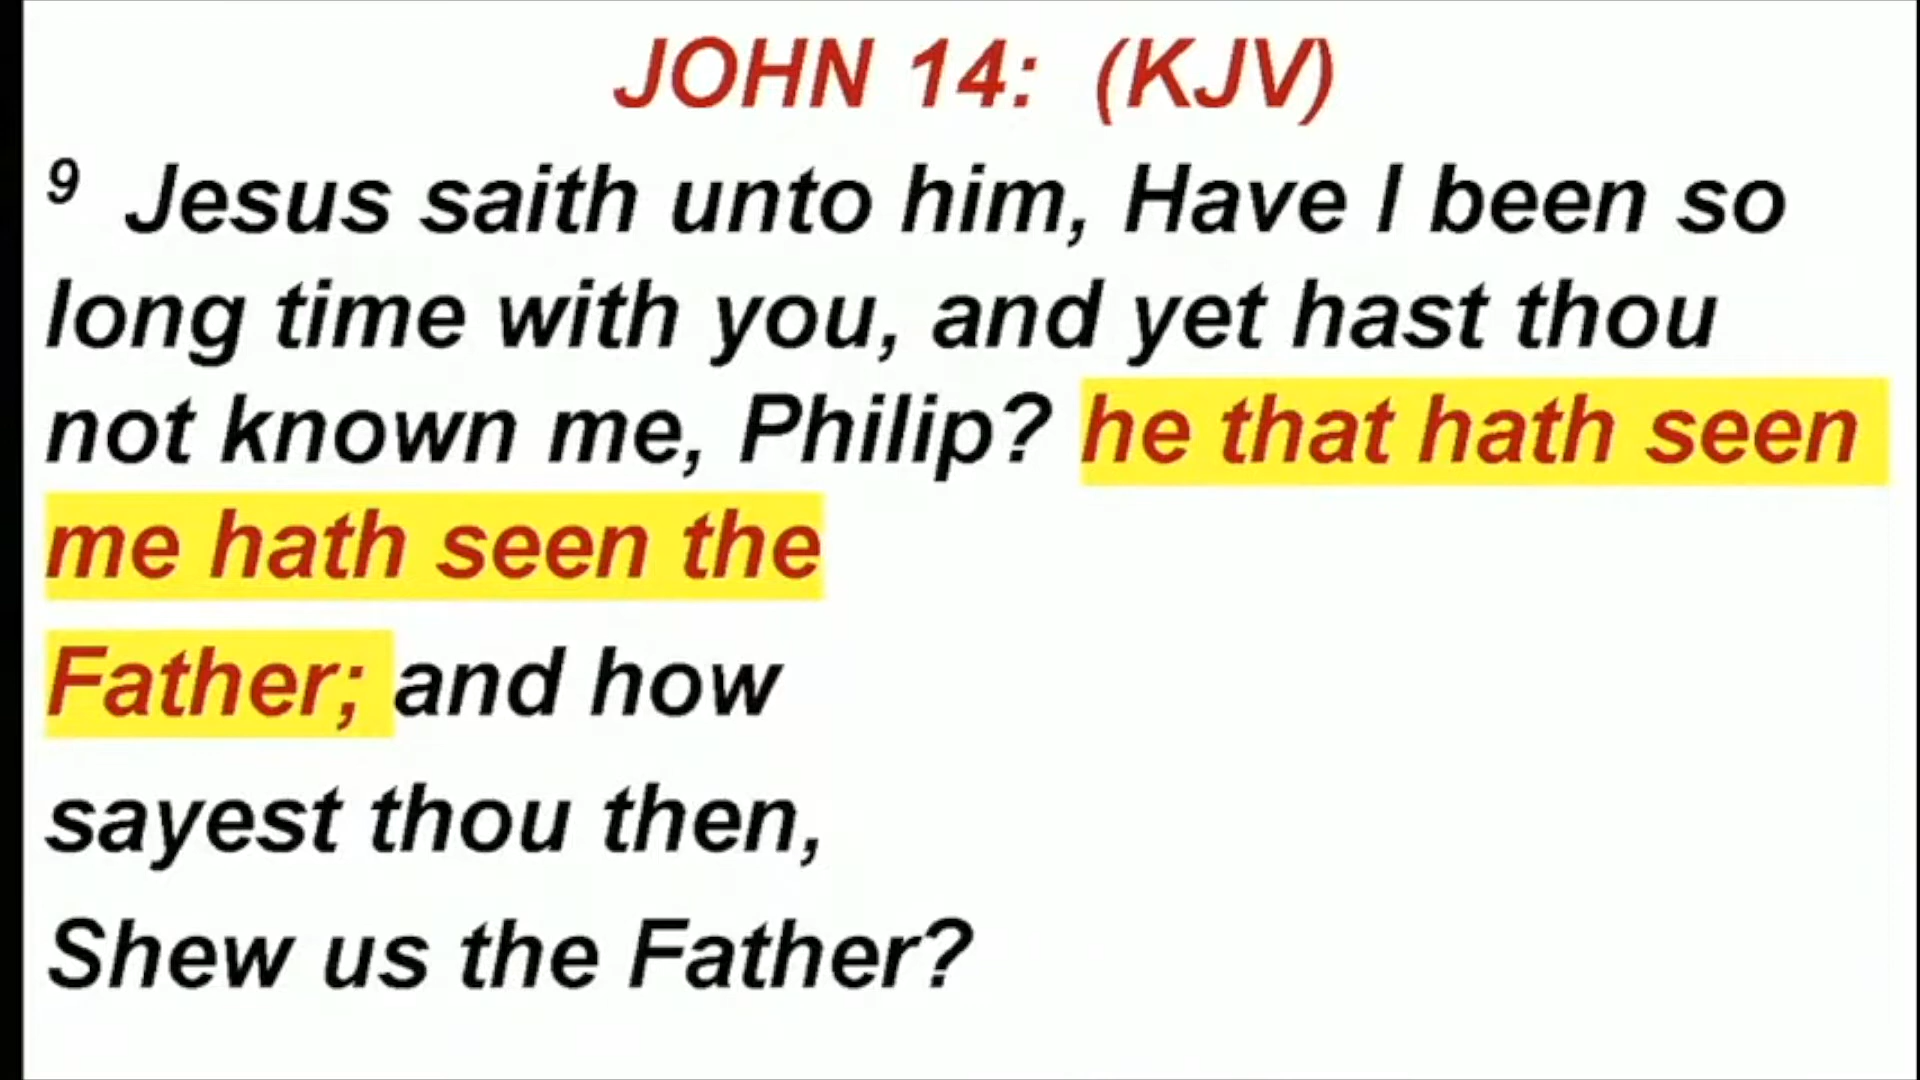 JOHN 14: (KJV)
9 Jesus saith unto him, Have I been so
long time with you, and yet hast thou
not known me, Philip? he that hath seen
me hath seen the
Father; and how
sayest thou then,
Shew us the Father?